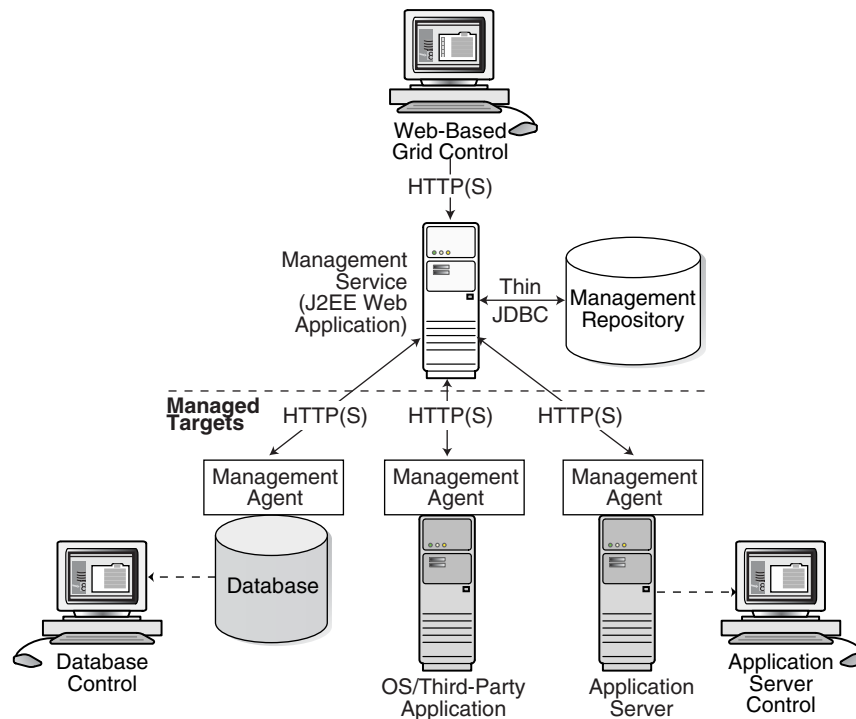 Web-Based
Grid Control
HTTP(S)
Management
Service
(J2EE Web
Application)
Thin
JDBC
Management
Repository
Managed
Targets
HTTP(S)
HTTP(S)
HTTP(S)
Management
Agent
Management
Agent
Management
Agent
Database
Database
Control
OS/Third-Party
Application
Application
Server
Application
Server
Control